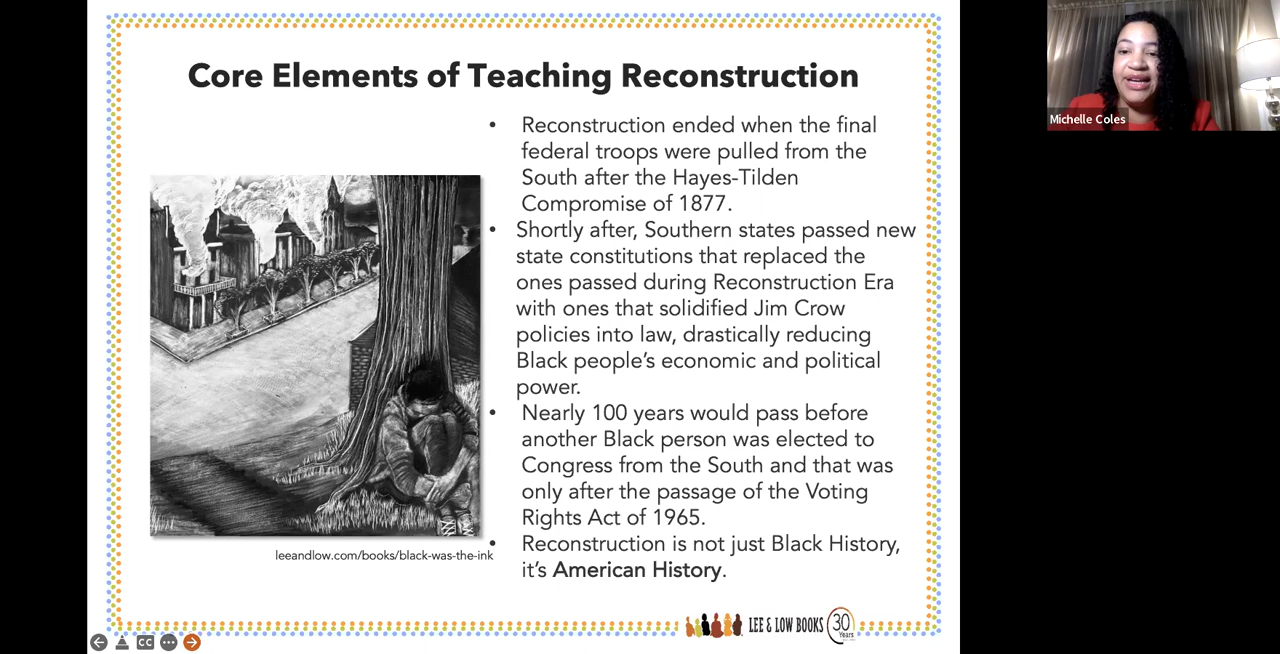 Core Elements of Teaching Reconstruction
• Reconstruction ended when the final
federal troops were pulled from the
South after the Hayes-Tilden
Compromise of 1877.
• Shortly after, Southern states passed new
state constitutions that replaced the
ones passed during Reconstruction Era
with ones that solidified Jim Crow
policies into law, drastically reducing
Black people’s economic and political
power.
• Nearly 100 years would pass before
another Black person was elected to
Congress from the South and that was
only after the passage of the Voting
Rights Act of 1965.
• Reconstruction is not just Black History,
it’s American History.
leeandlow.com/books/black-was-the-ink
LEE & LOW BOOKS
30
Years
CC
Michelle Coles